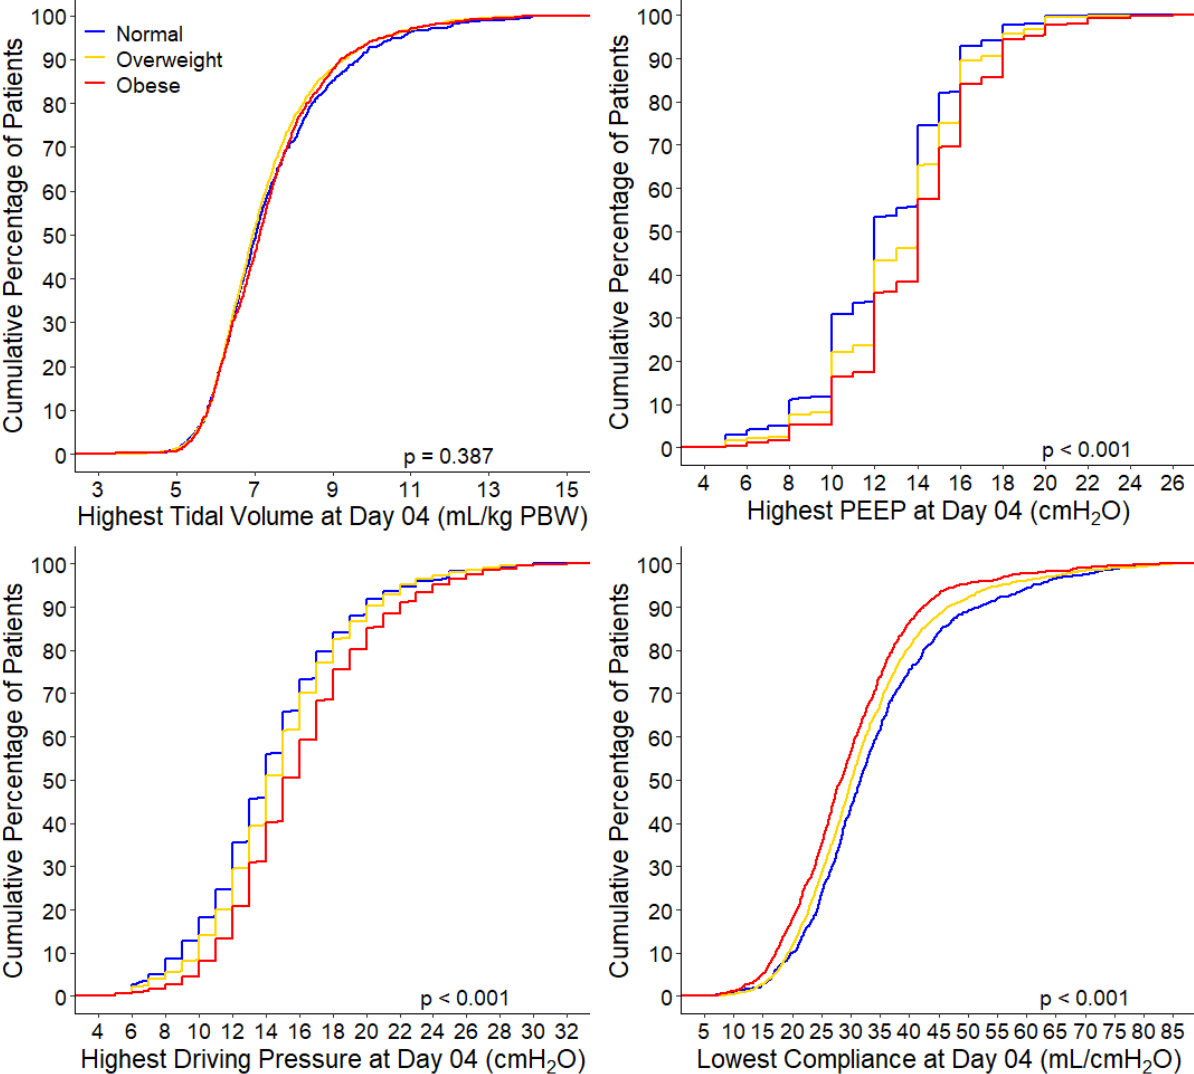 Cumulative Percentage of Patients
100
90
80
70
60
50
40
30
20
10
0
Normal
Overweight
Obese
p = 0.387
3 5 7 9 11 13 15
Highest Tidal Volume at Day 04 (mL/kg PBW)
Cumulative Percentage of Patients
100
90
80
70
60
50
40
30
20
10
0
p < 0.001
4 6 8 10 12 14 16 18 20 22 24 26
Highest PEEP at Day 04 (cmH₂O)
Cumulative Percentage of Patients
100
90
80
70
60
50
40
30
20
10
0
p < 0.001
4 6 8 10 12 14 16 18 20 22 24 26 28 30 32
Highest Driving Pressure at Day 04 (cmH₂O)
Cumulative Percentage of Patients
100
90
80
70
60
50
40
30
20
10
0
p < 0.001
5 10 15 20 25 30 35 40 45 50 55 60 65 70 75 80 85
Lowest Compliance at Day 04 (mL/cmH₂O)